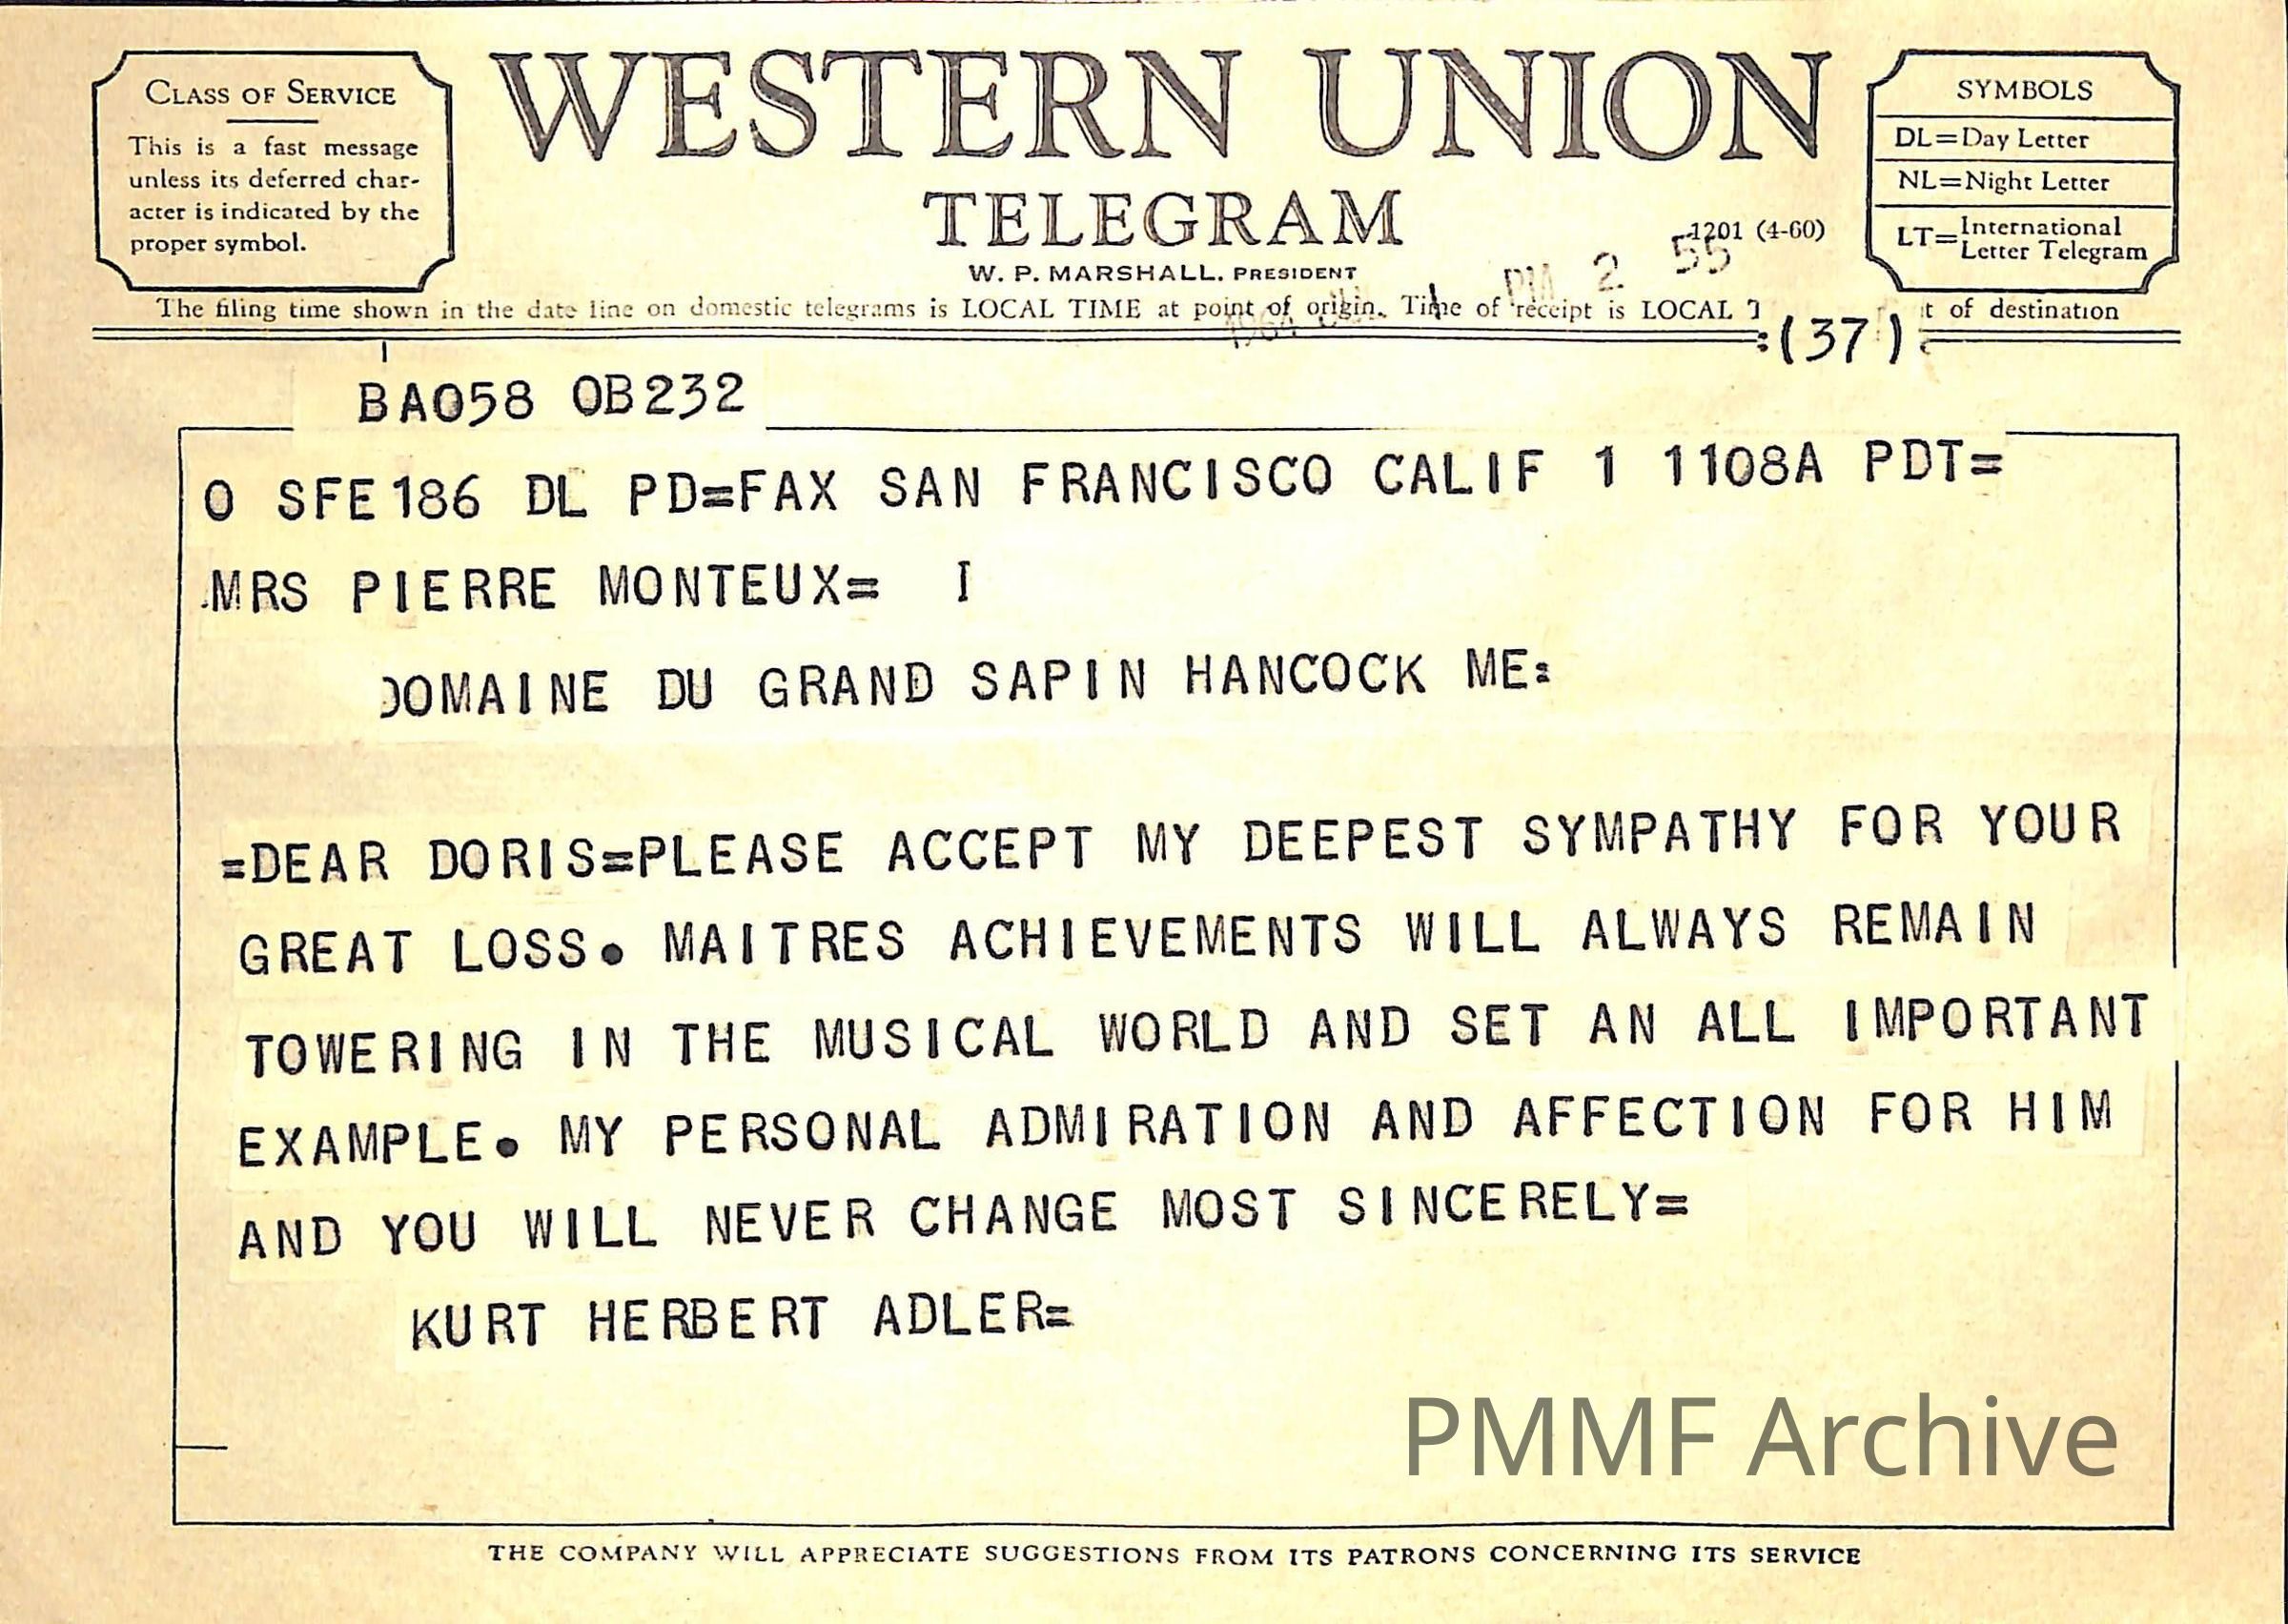 CLASS OF SERVICE
This is a fast message
unless its deferred char-
acter is indicated by the
proper symbol.
WESTERN UNION
TELEGRAM
W. P. MARSHALL, PRESIDENT
1201 (4-60)
SYMBOLS
DL=Day Letter
NL=Night Letter
LT=International Letter Telegram
PM 2 55
The filing time shown in the date line on domestic telegrams is LOCAL TIME at point of origin. Time of receipt is LOCAL T t of destination
:(37)
BA058 OB232
O SFE186 DL PD=FAX SAN FRANCISCO CALIF 1 1108A PDT=
MRS PIERRE MONTEUX= I
DOMAINE DU GRAND SAPIN HANCOCK ME:
=DEAR DORIS=PLEASE ACCEPT MY DEEPEST SYMPATHY FOR YOUR
GREAT LOSS. MAITRES ACHIEVEMENTS WILL ALWAYS REMAIN
TOWERING IN THE MUSICAL WORLD AND SET AN ALL IMPORTANT
EXAMPLE. MY PERSONAL ADMIRATION AND AFFECTION FOR HIM
AND YOU WILL NEVER CHANGE MOST SINCERELY=
KURT HERBERT ADLER=
PMMF Archive
THE COMPANY WILL APPRECIATE SUGGESTIONS FROM ITS PATRONS CONCERNING ITS SERVICE